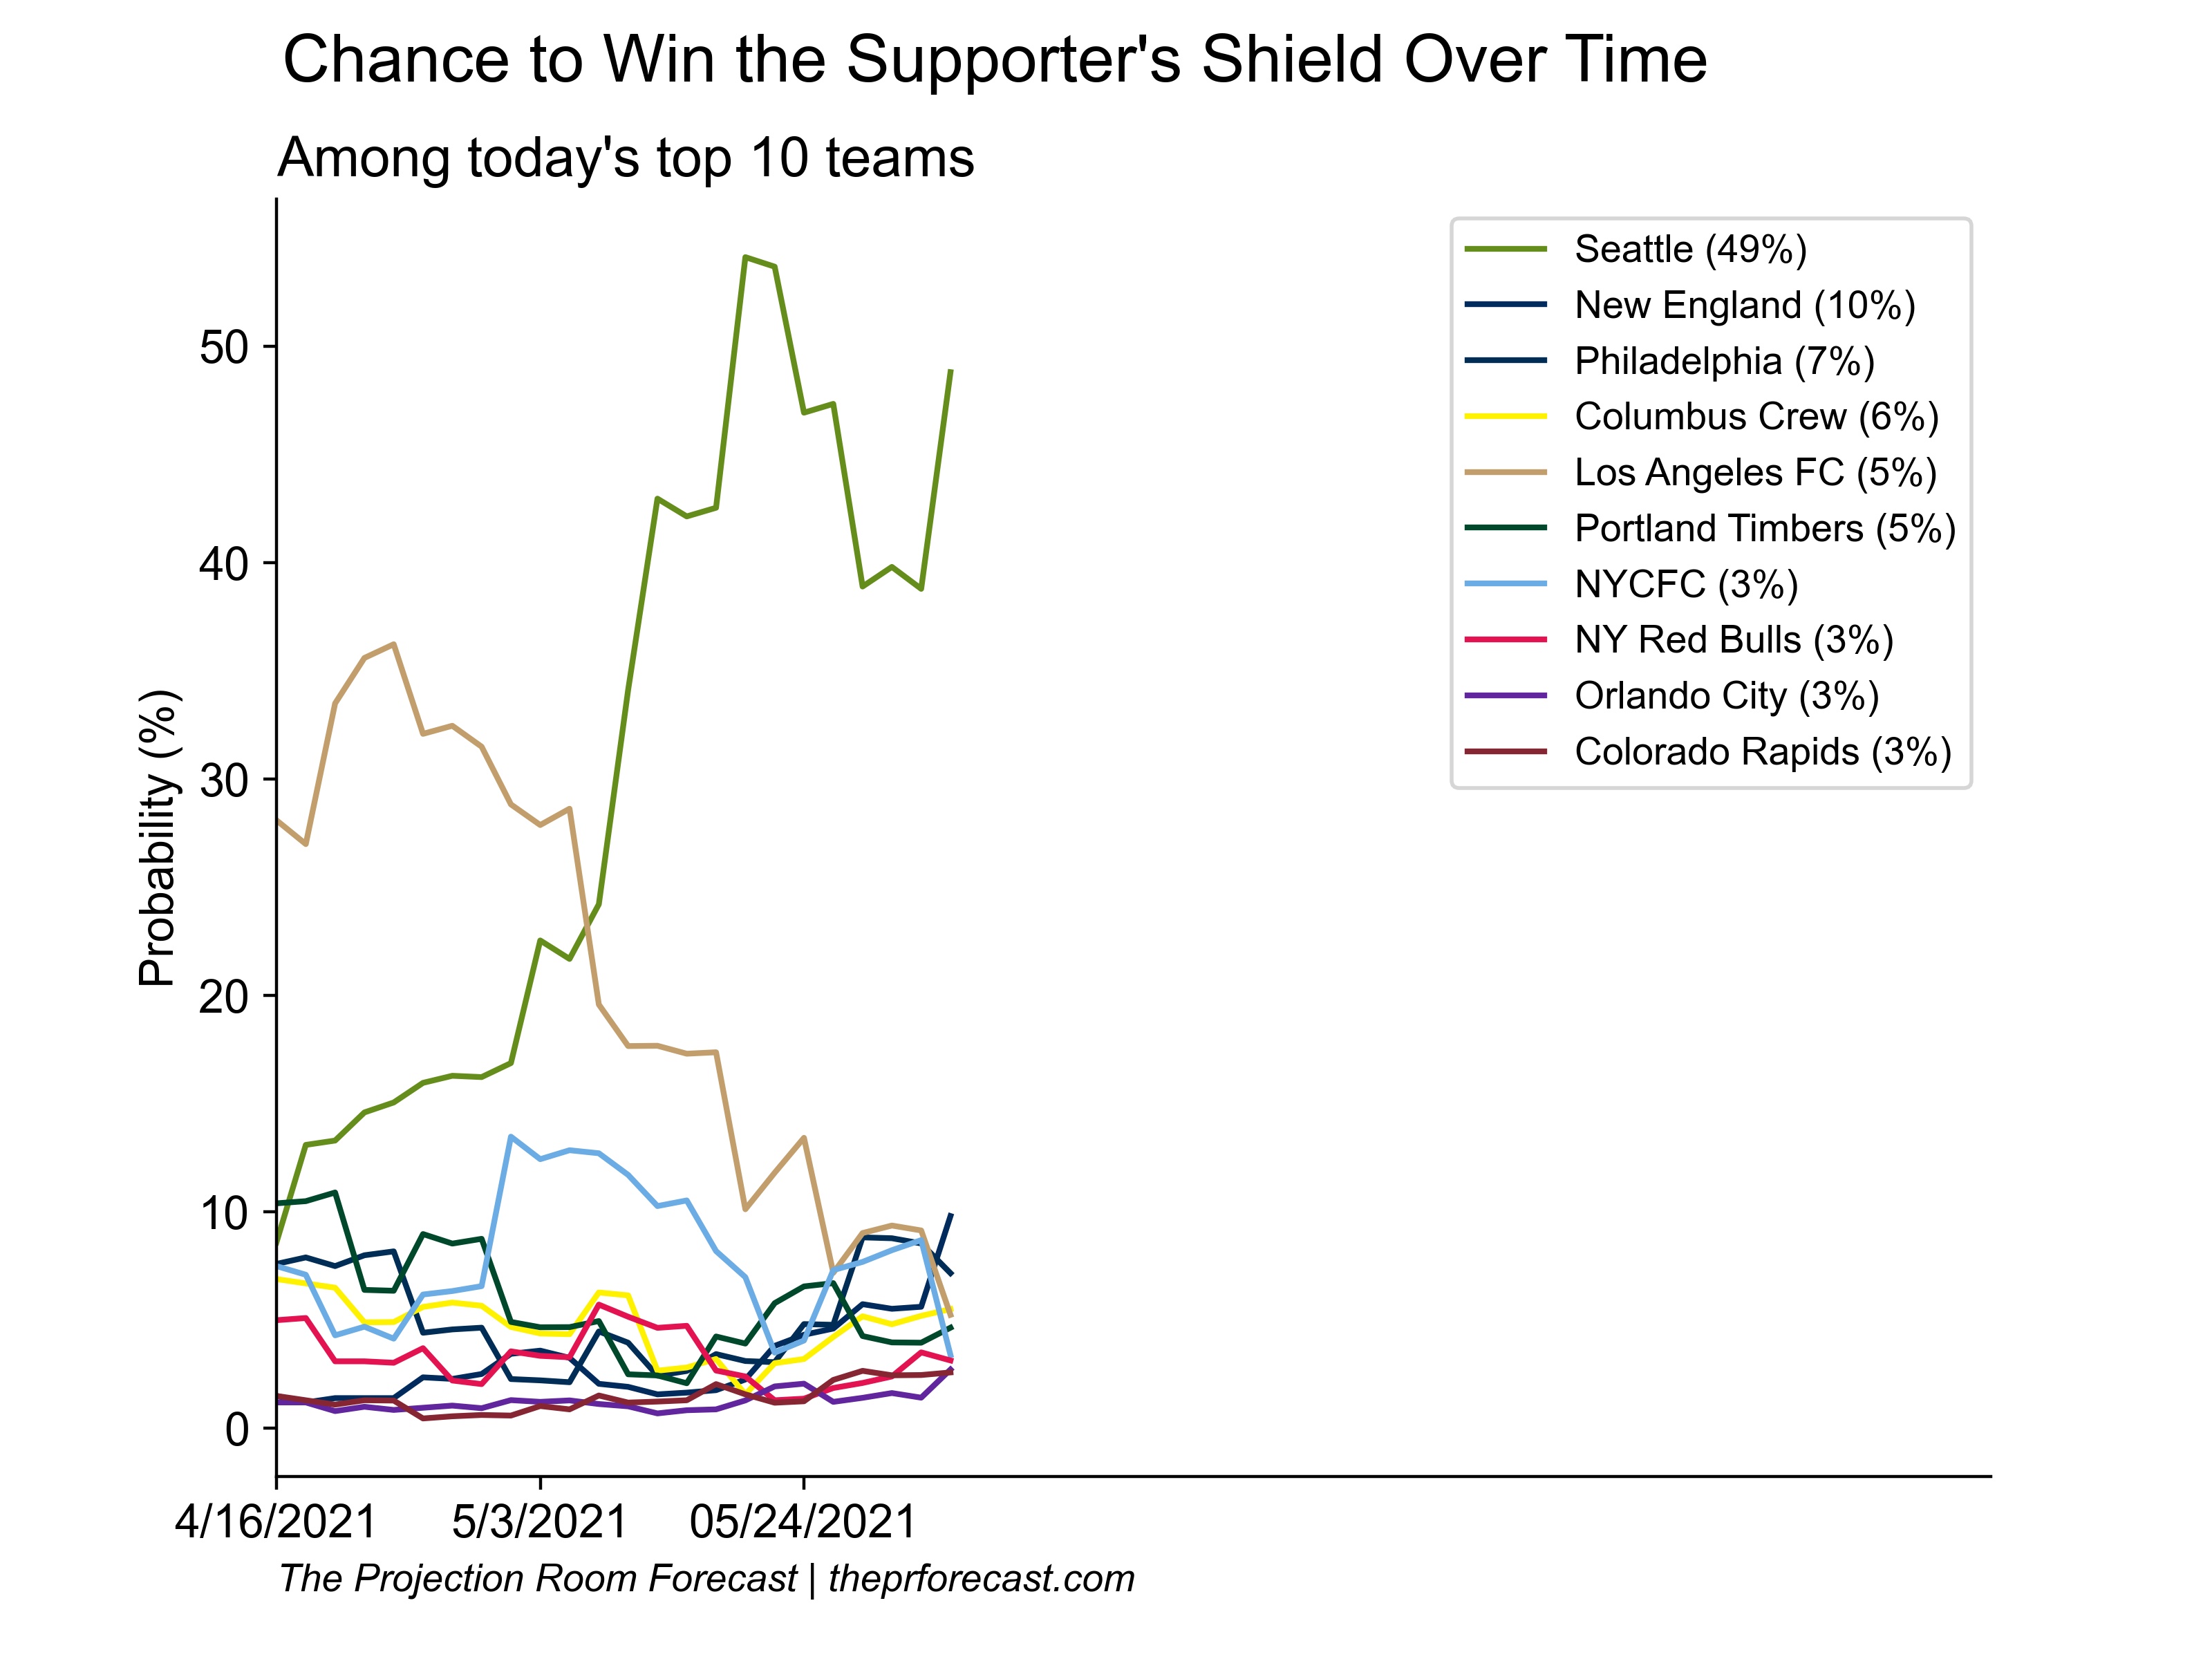 Chance to Win the Supporter's Shield Over Time
Among today's top 10 teams
Seattle (49%)
New England (10%)
Philadelphia (7%)
Columbus Crew (6%)
Los Angeles FC (5%)
Portland Timbers (5%)
NYCFC (3%)
NY Red Bulls (3%)
Orlando City (3%)
Colorado Rapids (3%)
Probability (%)
50
40
30
20
10
0
4/16/2021 5/3/2021 05/24/2021
The Projection Room Forecast | theprforecast.com